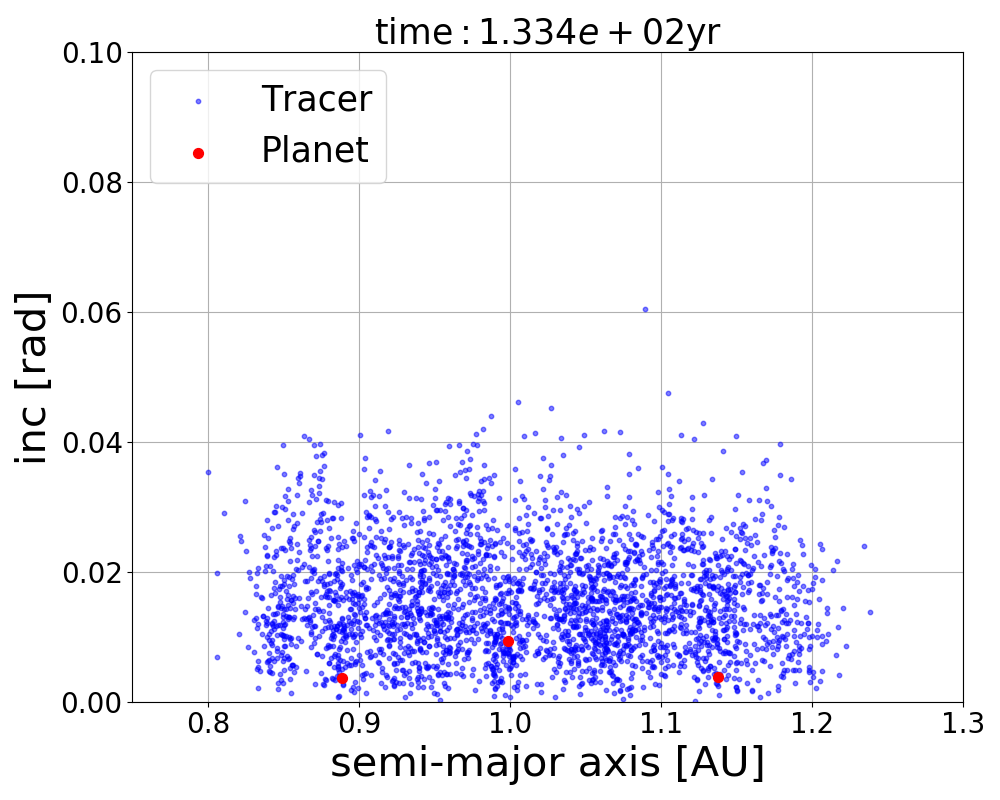 time : 1.334e + 02yr
0.10
0.08
0.06
0.04
0.02
0.00
inc [rad]
Tracer
Planet
0.8 0.9 1.0 1.1 1.2 1.3
semi-major axis [AU]